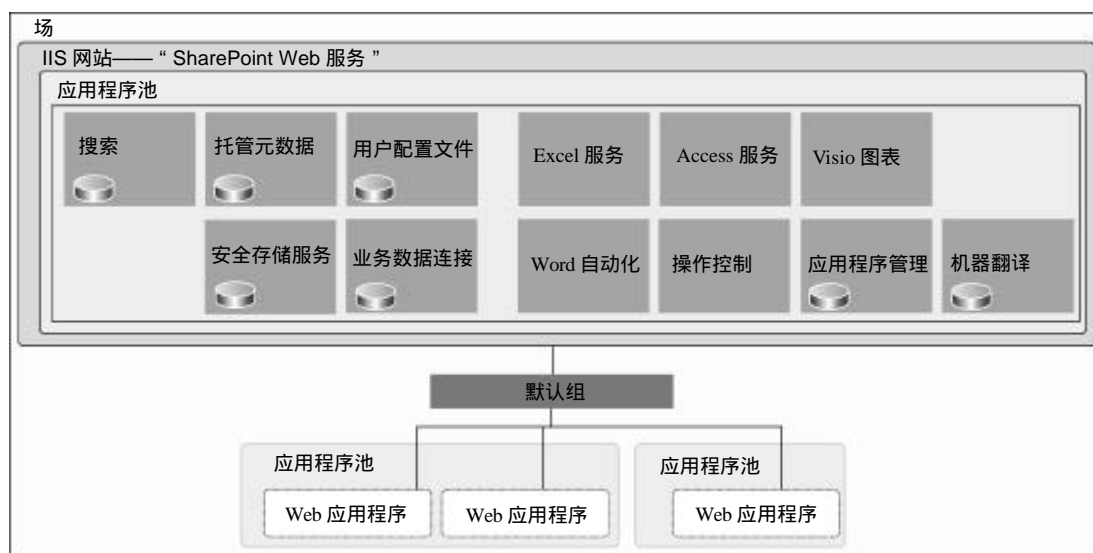 场
IIS 网站——“ SharePoint Web 服务 ”
应用程序池
搜索
托管元数据
用户配置文件
Excel 服务
Access 服务
Visio 图表
安全存储服务
业务数据连接
Word 自动化
操作控制
应用程序管理
机器翻译
默认组
应用程序池
Web 应用程序
Web 应用程序
应用程序池
Web 应用程序